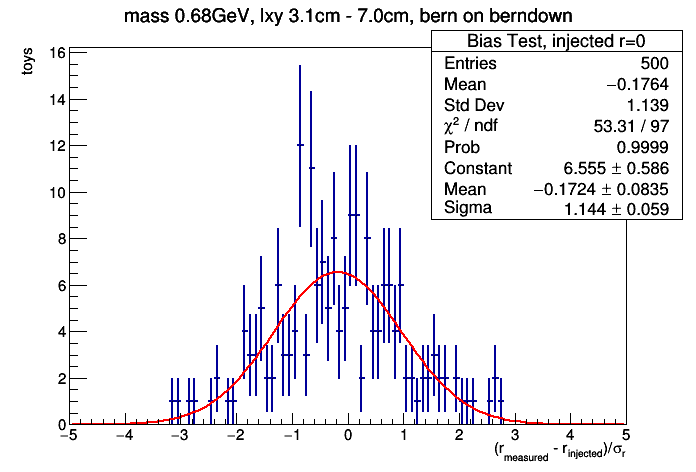 mass 0.68GeV, lxy 3.1cm - 7.0cm, bern on berndown
Bias Test, injected r=0
Entries 500
Mean −0.1764
Std Dev 1.139
χ² / ndf 53.31 / 97
Prob 0.9999
Constant 6.555 ± 0.586
Mean −0.1724 ± 0.0835
Sigma 1.144 ± 0.059
toys
16
14
12
10
8
6
4
2
0
−5 −4 −3 −2 −1 0 1 2 3 4 5
(r_measured - r_injected)/σ_r